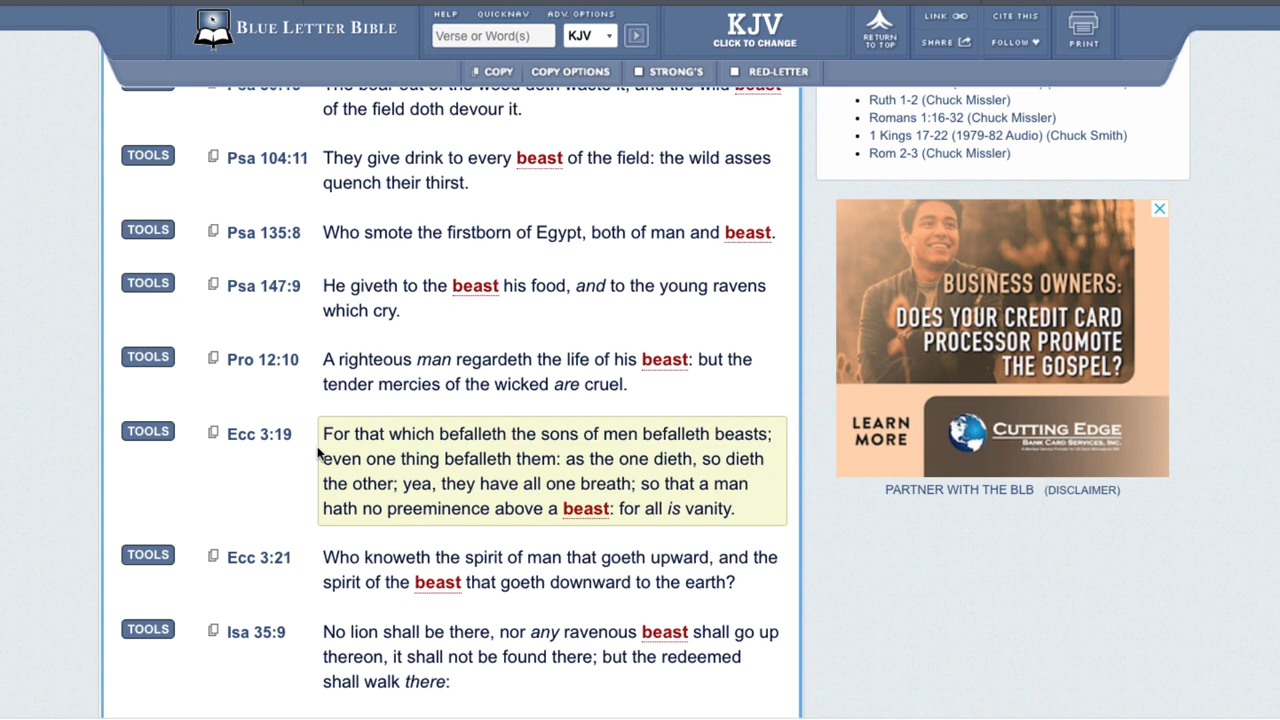 BLUE LETTER BIBLE
HELP QUICKNAV ADV. OPTIONS
Verse or Word(s) KJV
KJV
CLICK TO CHANGE
RETURN
TO TOP
LINK
SHARE
CITE THIS
FOLLOW
PRINT
COPY COPY OPTIONS STRONG'S RED-LETTER
of the field doth devour it.
TOOLS Psa 104:11 They give drink to every beast of the field: the wild asses
quench their thirst.
TOOLS Psa 135:8 Who smote the firstborn of Egypt, both of man and beast.
TOOLS Psa 147:9 He giveth to the beast his food, and to the young ravens
which cry.
TOOLS Pro 12:10 A righteous man regardeth the life of his beast: but the
tender mercies of the wicked are cruel.
TOOLS Ecc 3:19 For that which befalleth the sons of men befalleth beasts;
even one thing befalleth them: as the one dieth, so dieth
the other; yea, they have all one breath; so that a man
hath no preeminence above a beast: for all is vanity.
TOOLS Ecc 3:21 Who knoweth the spirit of man that goeth upward, and the
spirit of the beast that goeth downward to the earth?
TOOLS Isa 35:9 No lion shall be there, nor any ravenous beast shall go up
thereon, it shall not be found there; but the redeemed
shall walk there:
Ruth 1-2 (Chuck Missler)
Romans 1:16-32 (Chuck Missler)
1 Kings 17-22 (1979-82 Audio) (Chuck Smith)
Rom 2-3 (Chuck Missler)
BUSINESS OWNERS:
DOES YOUR CREDIT CARD
PROCESSOR PROMOTE
THE GOSPEL?
LEARN
MORE
CUTTING EDGE
BANK CARD SERVICES, INC.
PARTNER WITH THE BLB (DISCLAIMER)